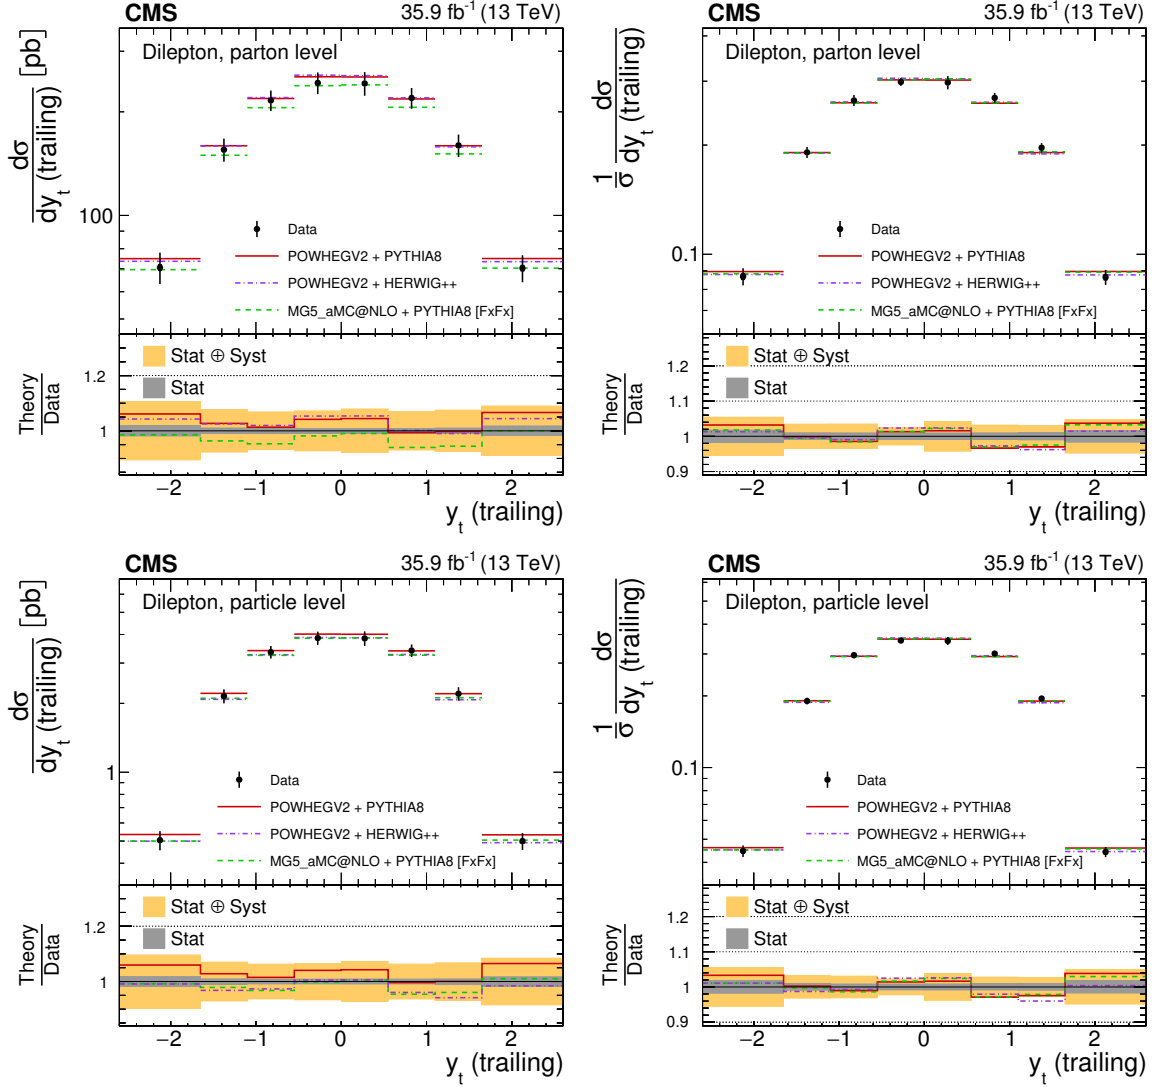 CMS 35.9 fb⁻¹ (13 TeV)
Dilepton, parton level
dσ / dy_t (trailing) [pb]
100
Data
POWHEGV2 + PYTHIA8
POWHEGV2 + HERWIG++
MG5_aMC@NLO + PYTHIA8 [FxFx]
Stat ⊕ Syst
Stat
Theory / Data
1.2
1
−2 −1 0 1 2
y_t (trailing)
CMS 35.9 fb⁻¹ (13 TeV)
Dilepton, parton level
1/σ dσ / dy_t (trailing)
0.1
Data
POWHEGV2 + PYTHIA8
POWHEGV2 + HERWIG++
MG5_aMC@NLO + PYTHIA8 [FxFx]
Stat ⊕ Syst
Stat
Theory / Data
1.2
1.1
1
0.9
−2 −1 0 1 2
y_t (trailing)
CMS 35.9 fb⁻¹ (13 TeV)
Dilepton, particle level
dσ / dy_t (trailing) [pb]
1
Data
POWHEGV2 + PYTHIA8
POWHEGV2 + HERWIG++
MG5_aMC@NLO + PYTHIA8 [FxFx]
Stat ⊕ Syst
Stat
Theory / Data
1.2
1
−2 −1 0 1 2
y_t (trailing)
CMS 35.9 fb⁻¹ (13 TeV)
Dilepton, particle level
1/σ dσ / dy_t (trailing)
0.1
Data
POWHEGV2 + PYTHIA8
POWHEGV2 + HERWIG++
MG5_aMC@NLO + PYTHIA8 [FxFx]
Stat ⊕ Syst
Stat
Theory / Data
1.2
1.1
1
0.9
−2 −1 0 1 2
y_t (trailing)